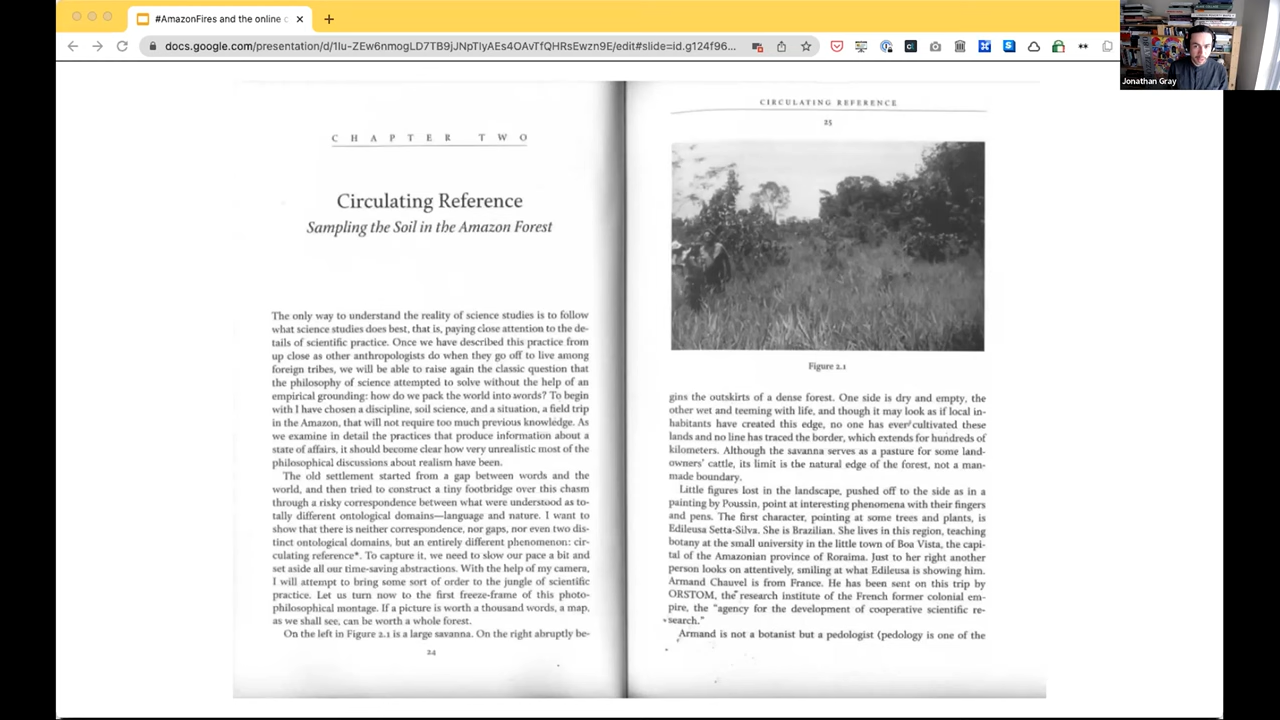 #AmazonFires and the online c
docs.google.com/presentation/d/1Iu-ZEw6nmogLD7TB9jJNpTIyAEs4OAvTfQHRsEwzn9E/edit#slide=id.g124f96...
Jonathan Gray
CHAPTER TWO
Circulating Reference
Sampling the Soil in the Amazon Forest
The only way to understand the reality of science studies is to follow
what science studies does best, that is, paying close attention to the de-
tails of scientific practice. Once we have described this practice from
up close as other anthropologists do when they go off to live among
foreign tribes, we will be able to raise again the classic question that
the philosophy of science attempted to solve without the help of an
empirical grounding: how do we pack the world into words? To begin
with I have chosen a discipline, soil science, and a situation, a field trip
in the Amazon, that will not require too much previous knowledge. As
we examine in detail the practices that produce information about a
state of affairs, it should become clear how very unrealistic most of the
philosophical discussions about realism have been.
The old settlement started from a gap between words and the
world, and then tried to construct a tiny footbridge over this chasm
through a risky correspondence between what were understood as to-
tally different ontological domains—language and nature. I want to
show that there is neither correspondence, nor gaps, nor even two dis-
tinct ontological domains, but an entirely different phenomenon: cir-
culating reference*. To capture it, we need to slow our pace a bit and
set aside all our time-saving abstractions. With the help of my camera,
I will attempt to bring some sort of order to the jungle of scientific
practice. Let us turn now to the first freeze-frame of this photo-
philosophical montage. If a picture is worth a thousand words, a map,
as we shall see, can be worth a whole forest.
On the left in Figure 2.1 is a large savanna. On the right abruptly be-
24
CIRCULATING REFERENCE
25
Figure 2.1
gins the outskirts of a dense forest. One side is dry and empty, the
other wet and teeming with life, and though it may look as if local in-
habitants have created this edge, no one has ever cultivated these
lands and no line has traced the border, which extends for hundreds of
kilometers. Although the savanna serves as a pasture for some land-
owners' cattle, its limit is the natural edge of the forest, not a man-
made boundary.
Little figures lost in the landscape, pushed off to the side as in a
painting by Poussin, point at interesting phenomena with their fingers
and pens. The first character, pointing at some trees and plants, is
Edileusa Setta-Silva. She is Brazilian. She lives in this region, teaching
botany at the small university in the little town of Boa Vista, the capi-
tal of the Amazonian province of Roraima. Just to her right another
person looks on attentively, smiling at what Edileusa is showing him.
Armand Chauvel is from France. He has been sent on this trip by
ORSTOM, the research institute of the French former colonial em-
pire, the "agency for the development of cooperative scientific re-
search."
Armand is not a botanist but a pedologist (pedology is one of the